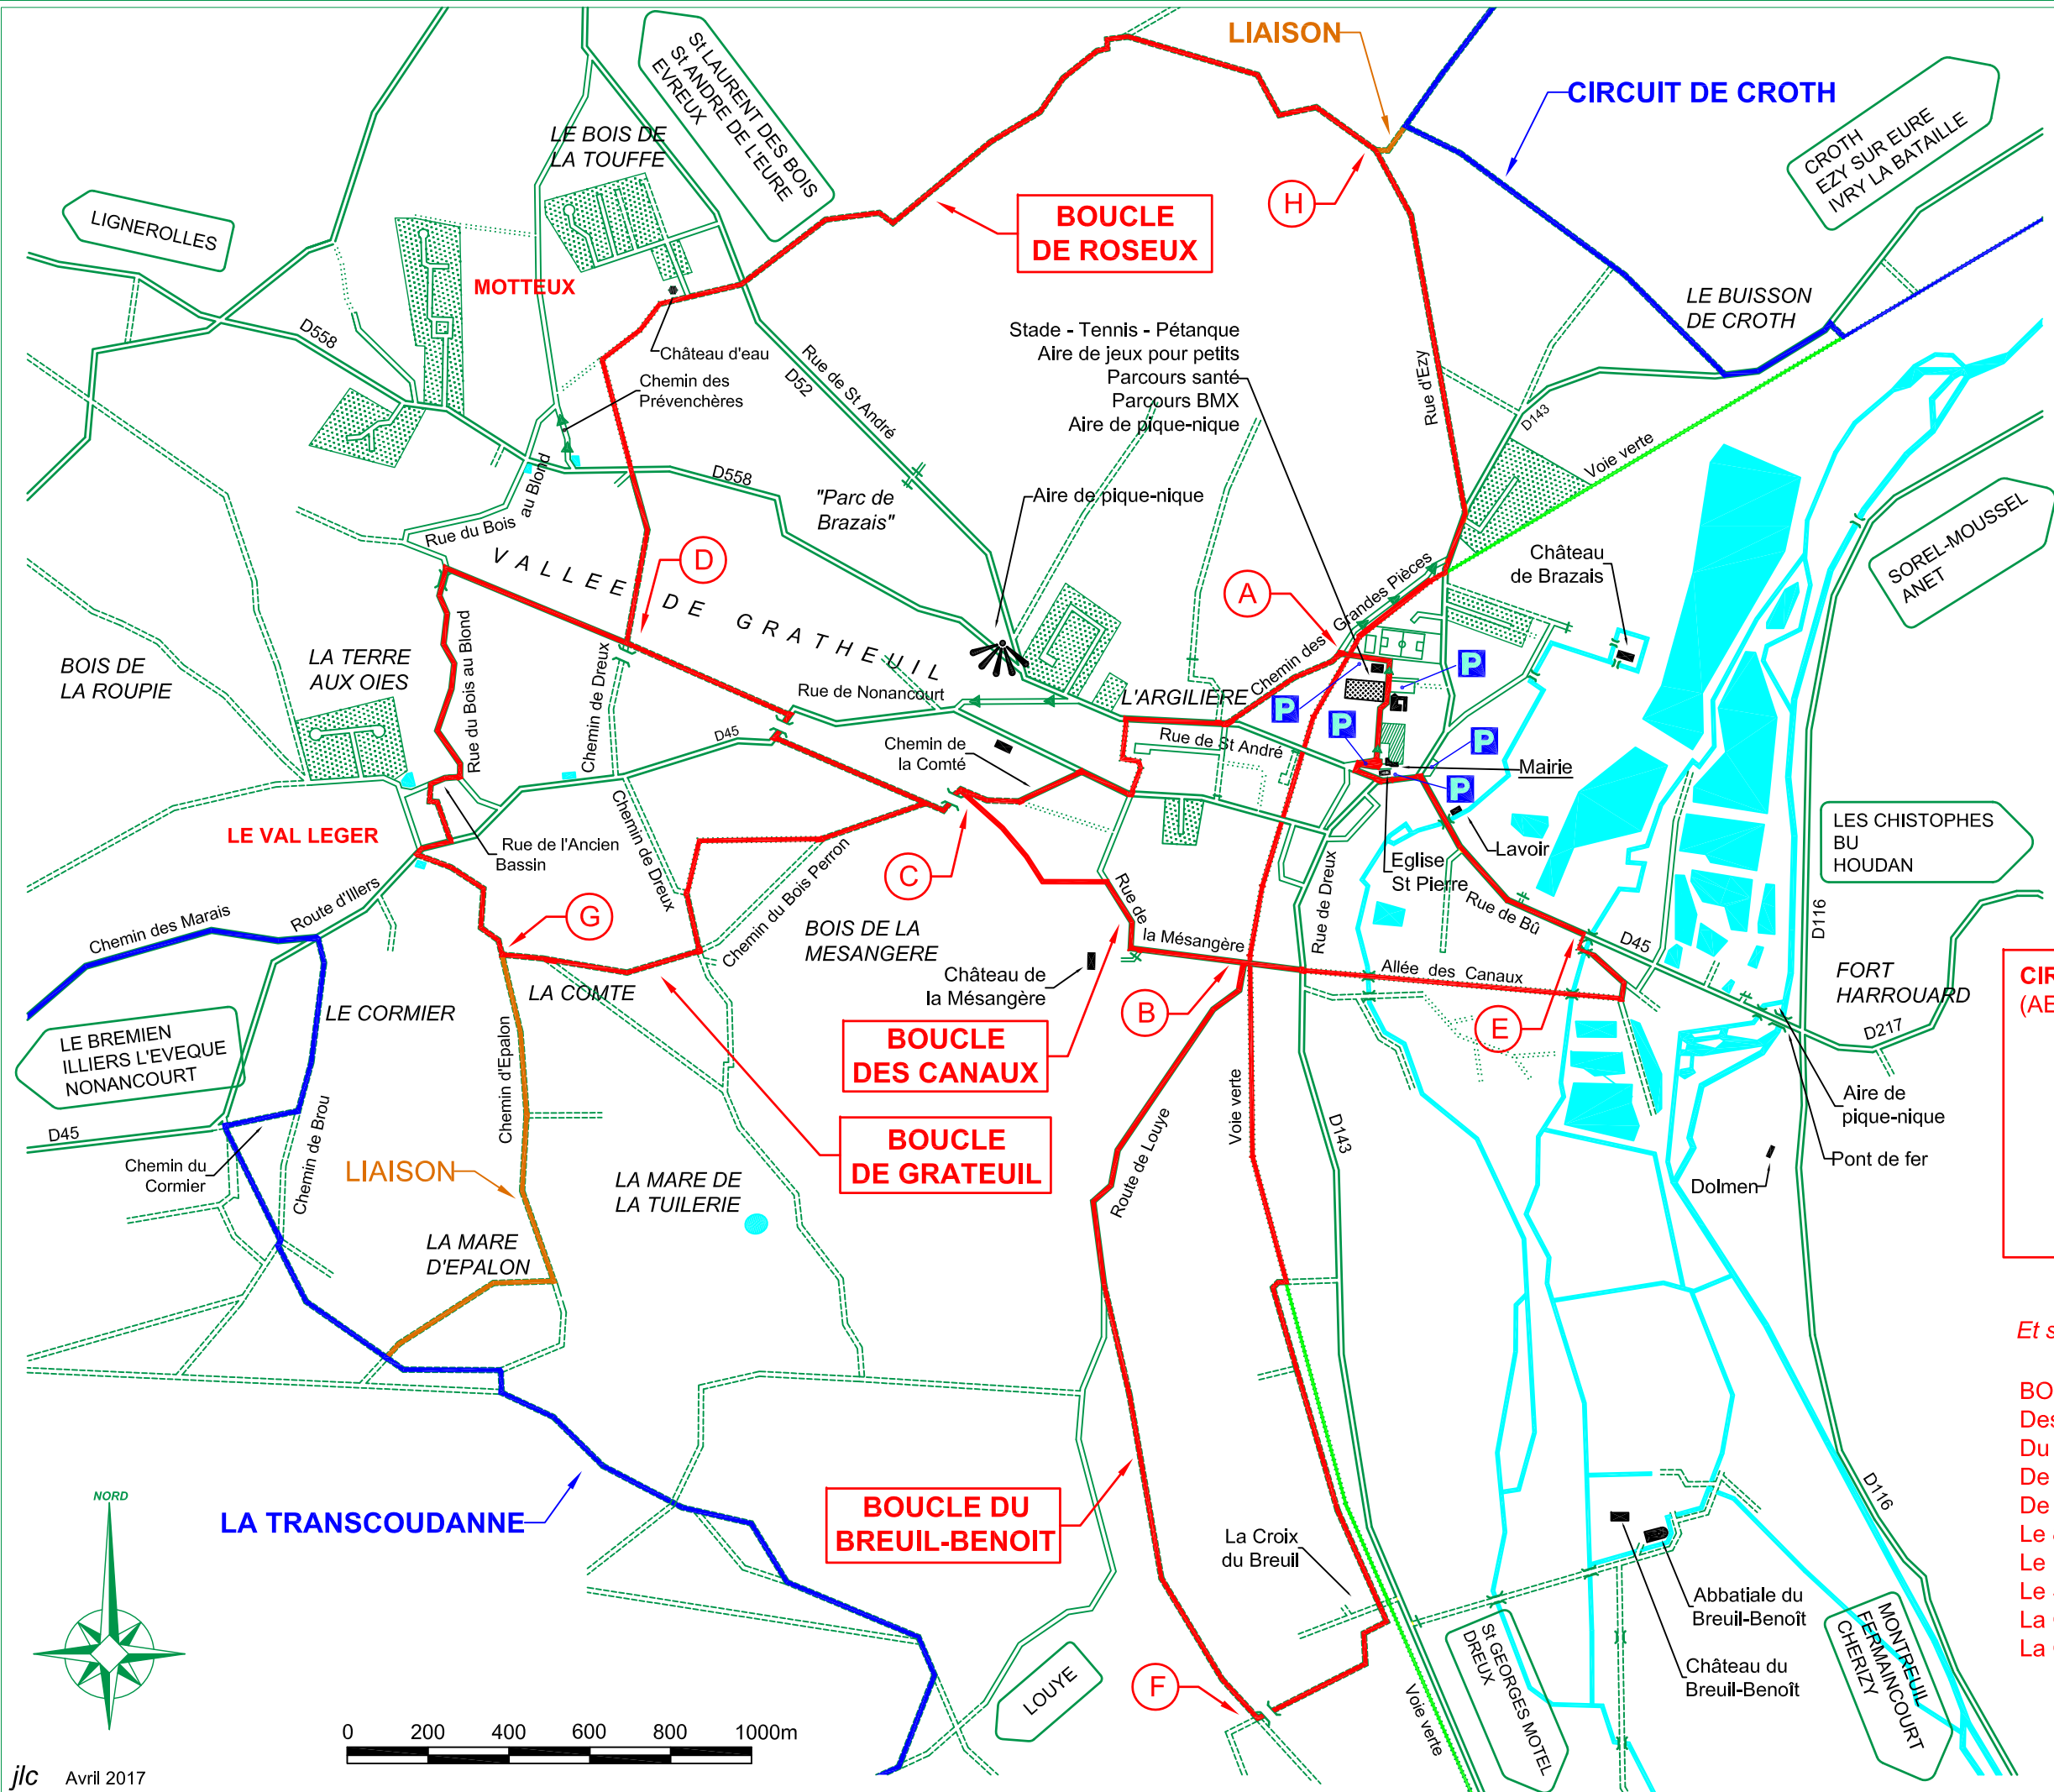 LIAISON
CIRCUIT DE CROTH
St LAURENT DES BOIS
St ANDRE DE L'EURE
EVREUX
LE BOIS DE
LA TOUFFE
CROTH
EZY SUR EURE
IVRY LA BATAILLE
LIGNEROLLES
H
BOUCLE
DE ROSEUX
MOTTEUX
LE BUISSON
DE CROTH
D558
Château d'eau
Chemin des
Prévenchères
Rue de St André
D52
Stade - Tennis - Pétanque
Aire de jeux pour petits
Parcours santé
Parcours BMX
Aire de pique-nique
Rue d'Ezy
D143
Voie verte
D558
"Parc de
Brazais"
Aire de pique-nique
Rue du Bois au Blond
SOREL-MOUSSEL
ANET
Château
de Brazais
VALLEE DE GRATHEUIL
D
A
Chemin des Grandes Pièces
BOIS DE
LA ROUPIE
LA TERRE
AUX OIES
Rue du Bois au Blond
Chemin de Dreux
Rue de Nonancourt
L'ARGILIERE
P
P
P
P
P
D45
Chemin de
la Comté
Rue de St André
Mairie
LE VAL LEGER
Rue de l'Ancien
Bassin
Chemin de Dreux
Chemin du Bois Perron
C
Lavoir
Eglise
St Pierre
LES CHISTOPHES
BU
HOUDAN
Route d'Illers
Chemin des Marais
G
BOIS DE LA
MESANGERE
Rue de
la Mésangère
Rue de Dreux
Rue de Bû
D45
D116
Château de
la Mésangère
Allée des Canaux
B
E
FORT
HARROUARD
D217
LA COMTE
LE CORMIER
LE BREMIEN
ILLIERS L'EVEQUE
NONANCOURT
BOUCLE
DES CANAUX
Chemin d'Epalon
D45
Chemin du
Cormier
Chemin de Brou
LIAISON
BOUCLE
DE GRATEUIL
Route de Louye
Voie verte
D143
Aire de
pique-nique
Pont de fer
Dolmen
LA MARE DE
LA TUILERIE
LA MARE
D'EPALON
CIR
(AE
Et s
LA TRANSCOUDANNE
BOUCLE DU
BREUIL-BENOIT
La Croix
du Breuil
D116
BO
Des
Du
De
De
Le
Le
Le
La
La
NORD
Abbatiale du
Breuil-Benoît
Château du
Breuil-Benoît
F
LOUYE
St GEORGES MOTEL
DREUX
Voie verte
MONTREUIL
FERMAINCOURT
CHERIZY
0 200 400 600 800 1000m
jlc Avril 2017